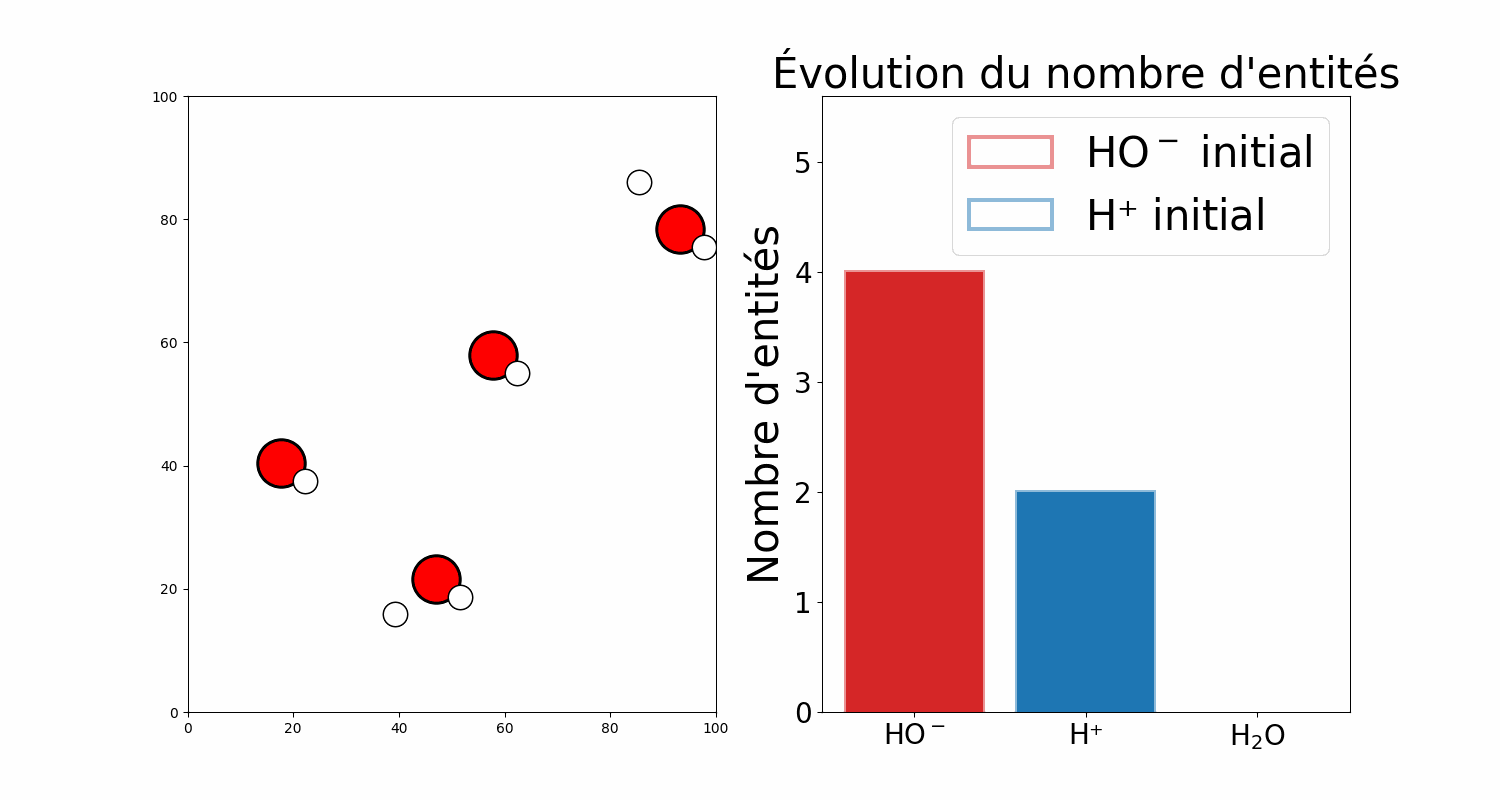 100
80
60
40
20
0
0 20 40 60 80 100
Évolution du nombre d'entités
HO⁻ initial
H⁺ initial
Nombre d'entités
5
4
3
2
1
0
HO⁻ H⁺ H₂O